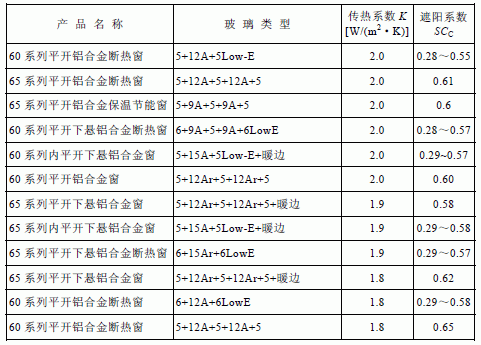 产 品 名 称 玻 璃 类 型 传热系数 K [W/(m²·K)] 遮阳系数 SCC
60 系列平开铝合金断热窗 5+12A+5Low-E 2.0 0.28～0.55
65 系列平开铝合金断热窗 5+12A+5+12A+5 2.0 0.61
65 系列平开铝合金保温节能窗 5+9A+5+9A+5 2.0 0.6
60 系列平开下悬铝合金断热窗 6+9A+5+9A+6LowE 2.0 0.28～0.57
60 系列内平开下悬铝合金窗 5+15A+5Low-E+暖边 2.0 0.29~0.57
60 系列平开铝合金窗 5+12Ar+5+12Ar+5 2.0 0.60
65 系列平开下悬铝合金窗 5+12Ar+5+12Ar+5+暖边 1.9 0.58
65 系列内平开下悬铝合金窗 5+15A+5Low-E+暖边 1.9 0.29～0.58
65 系列平开下悬铝合金断热窗 6+15Ar+6LowE 1.9 0.29～0.57
65 系列平开下悬铝合金窗 5+12Ar+5+12Ar+5+暖边 1.8 0.62
60 系列平开铝合金断热窗 6+12A+6LowE 1.8 0.29～0.58
60 系列平开铝合金断热窗 5+12A+5+12A+5 1.8 0.65